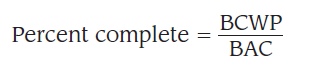 Percent complete = BCWP
BAC